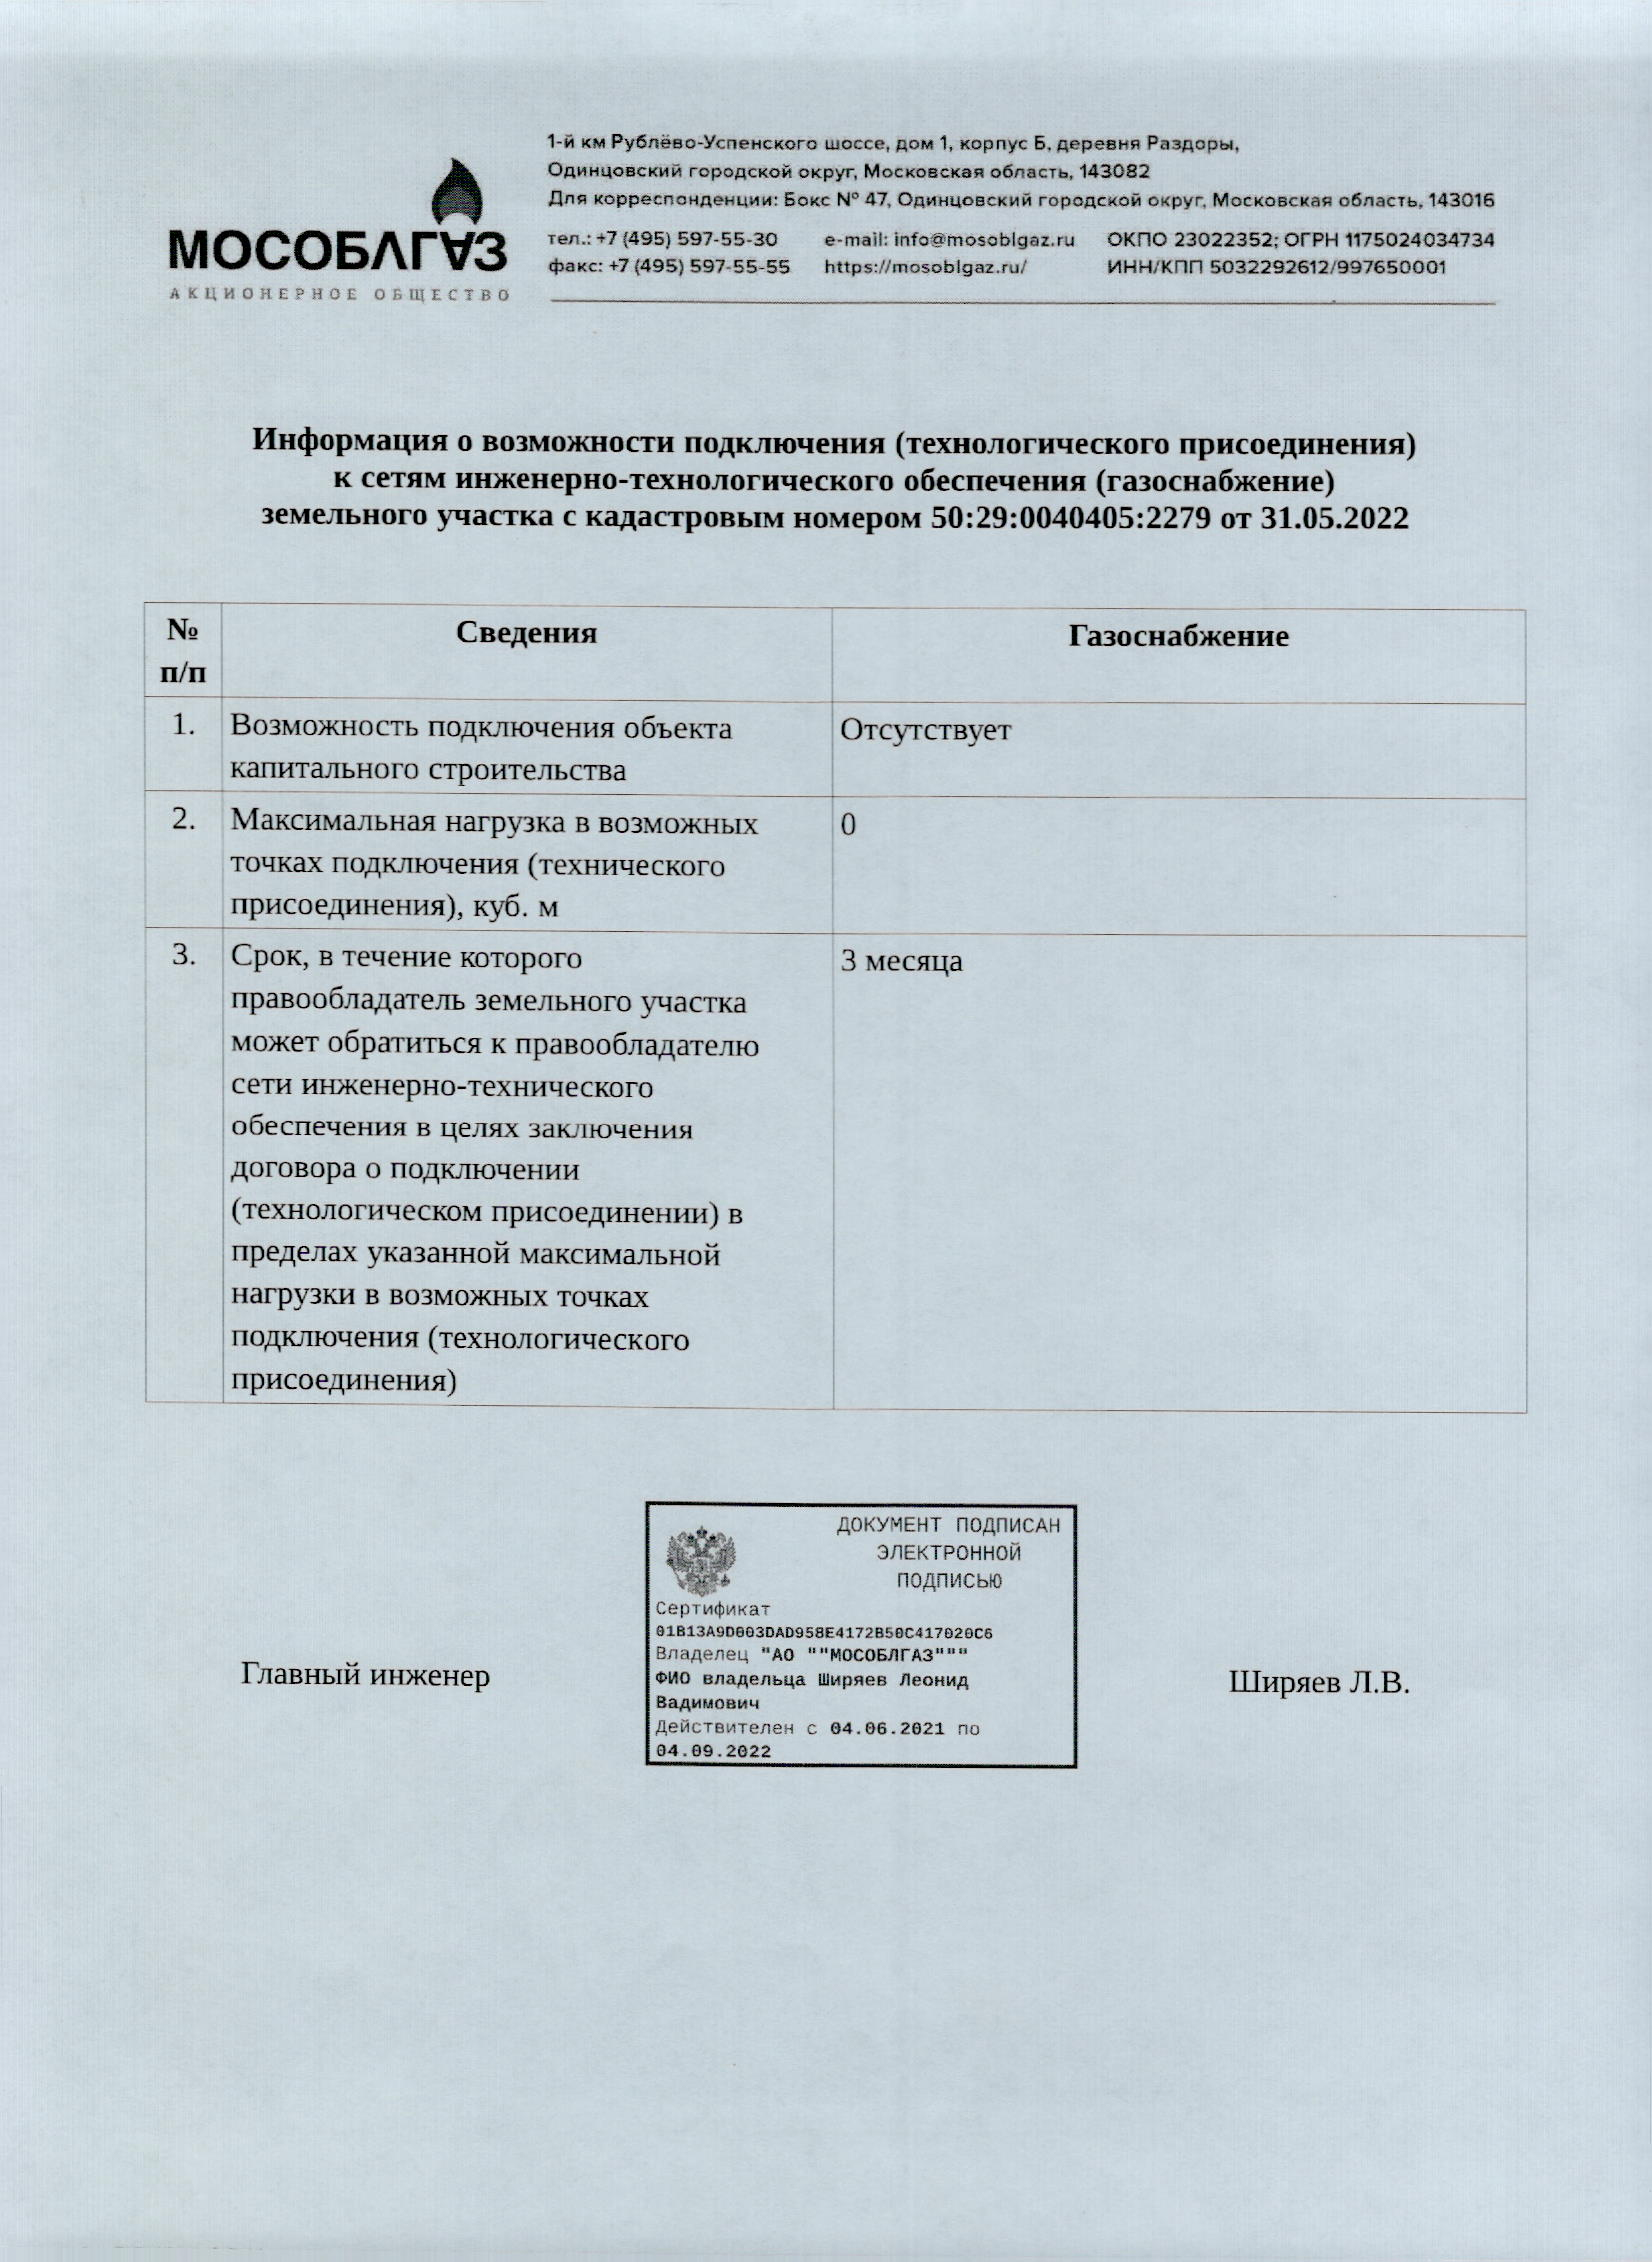 1-й км Рублёво-Успенского шоссе, дом 1, корпус Б, деревня Раздоры,
Одинцовский городской округ, Московская область, 143082
Для корреспонденции: Бокс № 47, Одинцовский городской округ, Московская область, 143016
тел.: +7 (495) 597-55-30 e-mail: info@mosoblgaz.ru ОКПО 23022352; ОГРН 1175024034734
факс: +7 (495) 597-55-55 https://mosoblgaz.ru/ ИНН/КПП 5032292612/997650001
МОСОБЛГАЗ
АКЦИОНЕРНОЕ ОБЩЕСТВО
Информация о возможности подключения (технологического присоединения)
к сетям инженерно-технологического обеспечения (газоснабжение)
земельного участка с кадастровым номером 50:29:0040405:2279 от 31.05.2022
№
п/п
Сведения
Газоснабжение
1.
Возможность подключения объекта
капитального строительства
Отсутствует
2.
Максимальная нагрузка в возможных
точках подключения (технического
присоединения), куб. м
0
3.
Срок, в течение которого
правообладатель земельного участка
может обратиться к правообладателю
сети инженерно-технического
обеспечения в целях заключения
договора о подключении
(технологическом присоединении) в
пределах указанной максимальной
нагрузки в возможных точках
подключения (технологического
присоединения)
3 месяца
Главный инженер
ДОКУМЕНТ ПОДПИСАН
ЭЛЕКТРОННОЙ
ПОДПИСЬЮ
Сертификат
01B13A9D003DAD958E4172B50C417020C6
Владелец "АО ""МОСОБЛГАЗ"""
ФИО владельца Ширяев Леонид
Вадимович
Действителен с 04.06.2021 по
04.09.2022
Ширяев Л.В.